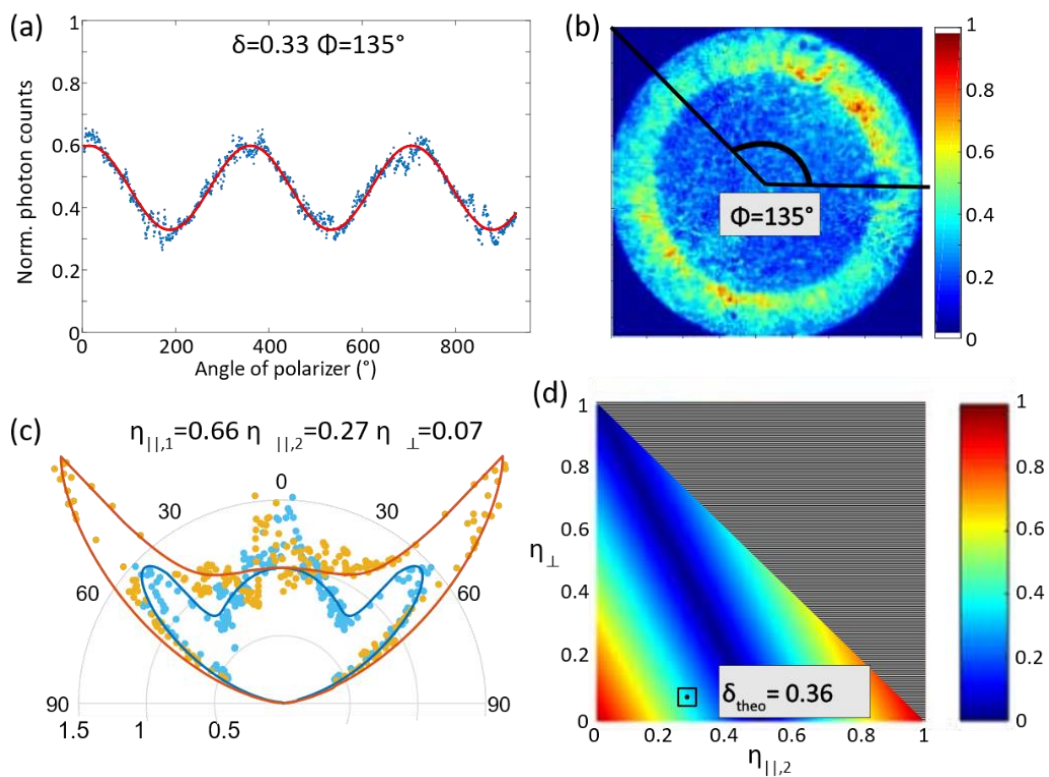 (a)
δ=0.33 Φ=135°
Norm. photon counts
1
0.8
0.6
0.4
0.2
0
0 200 400 600 800
Angle of polarizer (°)
(b)
Φ=135°
1
0.8
0.6
0.4
0.2
0
(c)
η||,1=0.66 η||,2=0.27 η⊥=0.07
0
30 30
60 60
90 90
1.5 1 0.5
(d)
η⊥
1
0.8
0.6
0.4
0.2
0
δtheo= 0.36
0 0.2 0.4 0.6 0.8 1
η||,2
1
0.8
0.6
0.4
0.2
0